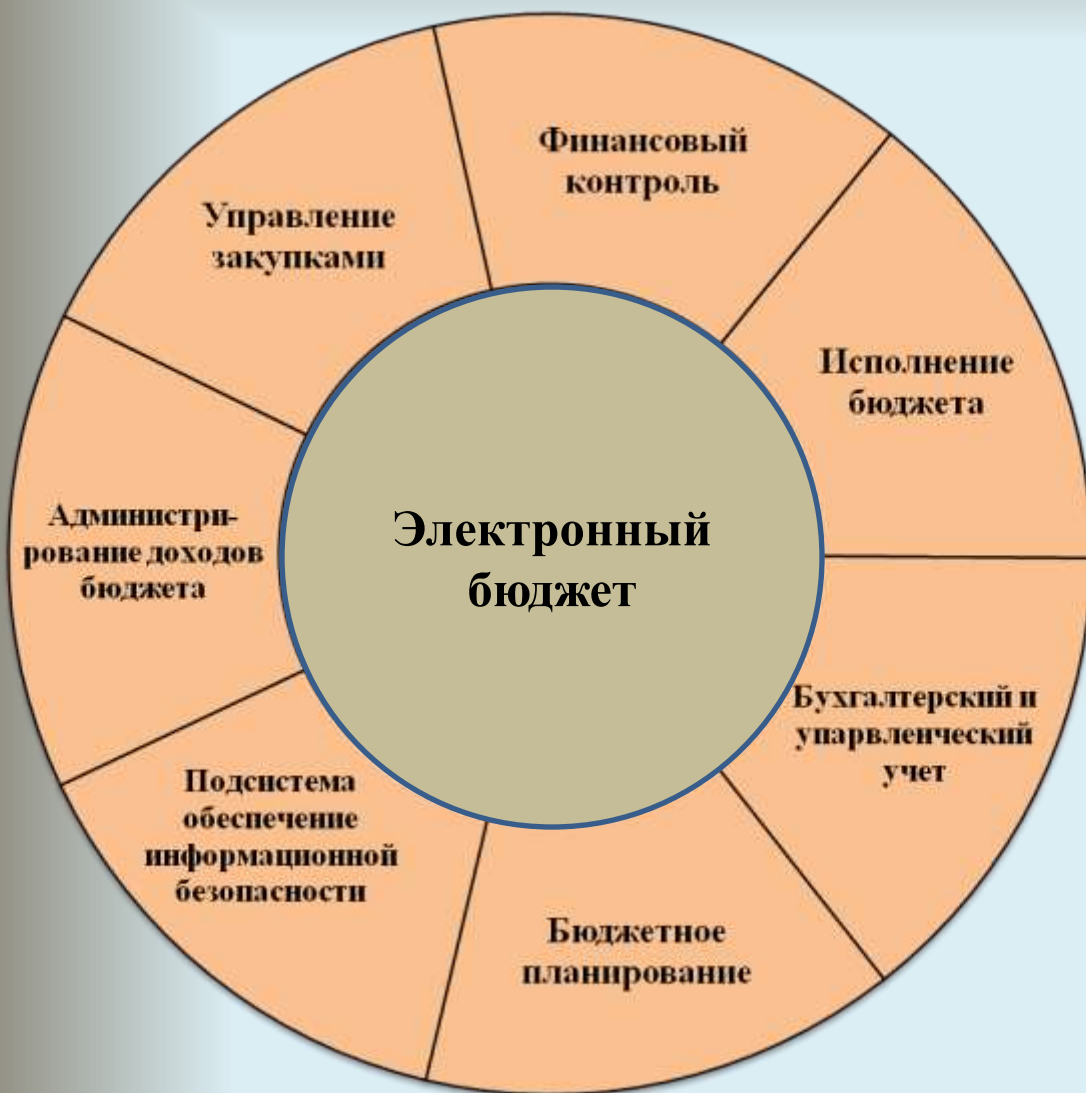 Финансовый
контроль
Исполнение
бюджета
Бухгалтерский и
упарвленческий
учет
Бюджетное
планирование
Подсистема
обеспечение
информационной
безопасности
Администри-
рование доходов
бюджета
Управление
закупками
Электронный
бюджет